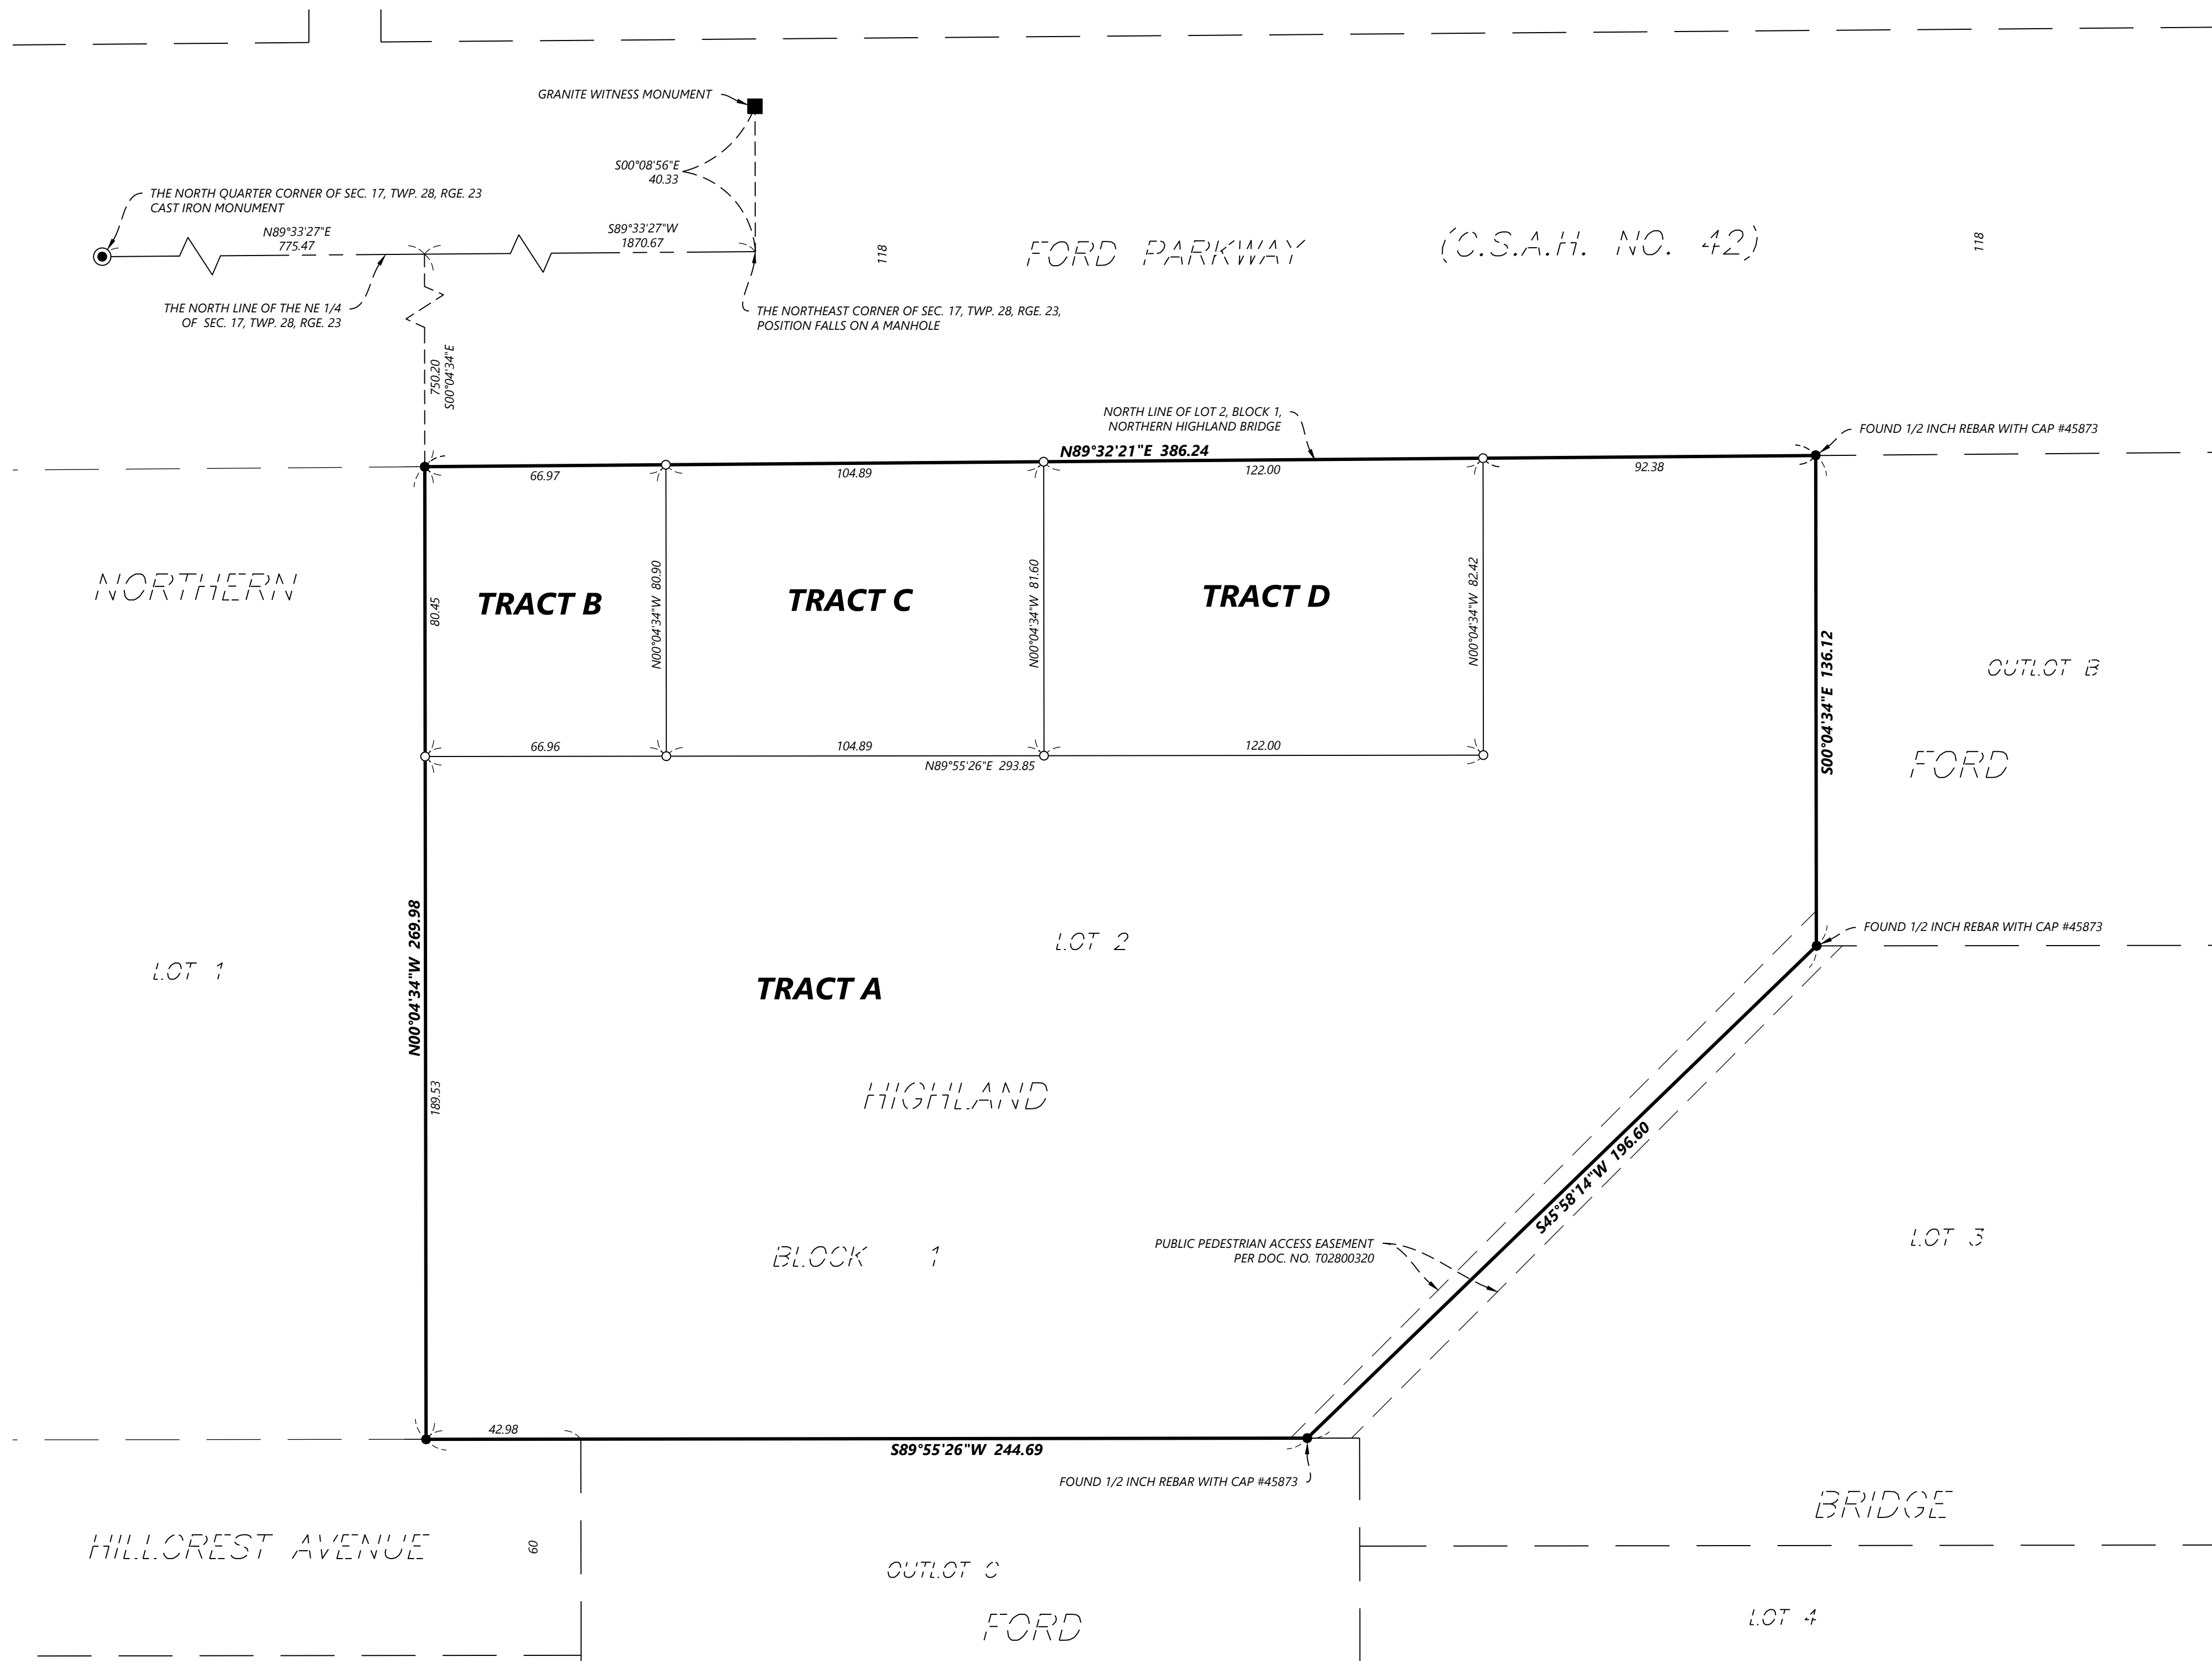 GRANITE WITNESS MONUMENT
S00°08'56"E
40.33
THE NORTH QUARTER CORNER OF SEC. 17, TWP. 28, RGE. 23
CAST IRON MONUMENT
N89°33'27"E
775.47
S89°33'27"W
1870.67
118
FORD PARKWAY
(C.S.A.H. NO. 42)
118
THE NORTH LINE OF THE NE 1/4
OF SEC. 17, TWP. 28, RGE. 23
THE NORTHEAST CORNER OF SEC. 17, TWP. 28, RGE. 23,
POSITION FALLS ON A MANHOLE
750.20
S00°04'34"E
NORTH LINE OF LOT 2, BLOCK 1,
NORTHERN HIGHLAND BRIDGE
FOUND 1/2 INCH REBAR WITH CAP #45873
N89°32'21"E 386.24
66.97
104.89
122.00
92.38
NORTHERN
80.45
TRACT B
N00°04'34"W 80.90
TRACT C
N00°04'34"W 81.60
TRACT D
N00°04'34"W 82.42
S00°04'34"E 136.12
OUTLOT B
66.96
104.89
122.00
N89°55'26"E 293.85
FORD
FOUND 1/2 INCH REBAR WITH CAP #45873
N00°04'34"W 269.98
LOT 2
LOT 1
TRACT A
189.53
HIGHLAND
S45°58'14"W 196.60
BLOCK 1
PUBLIC PEDESTRIAN ACCESS EASEMENT
PER DOC. NO. T02800320
LOT 3
42.98
S89°55'26"W 244.69
FOUND 1/2 INCH REBAR WITH CAP #45873
BRIDGE
HILLCREST AVENUE
60
OUTLOT C
FORD
LOT 4